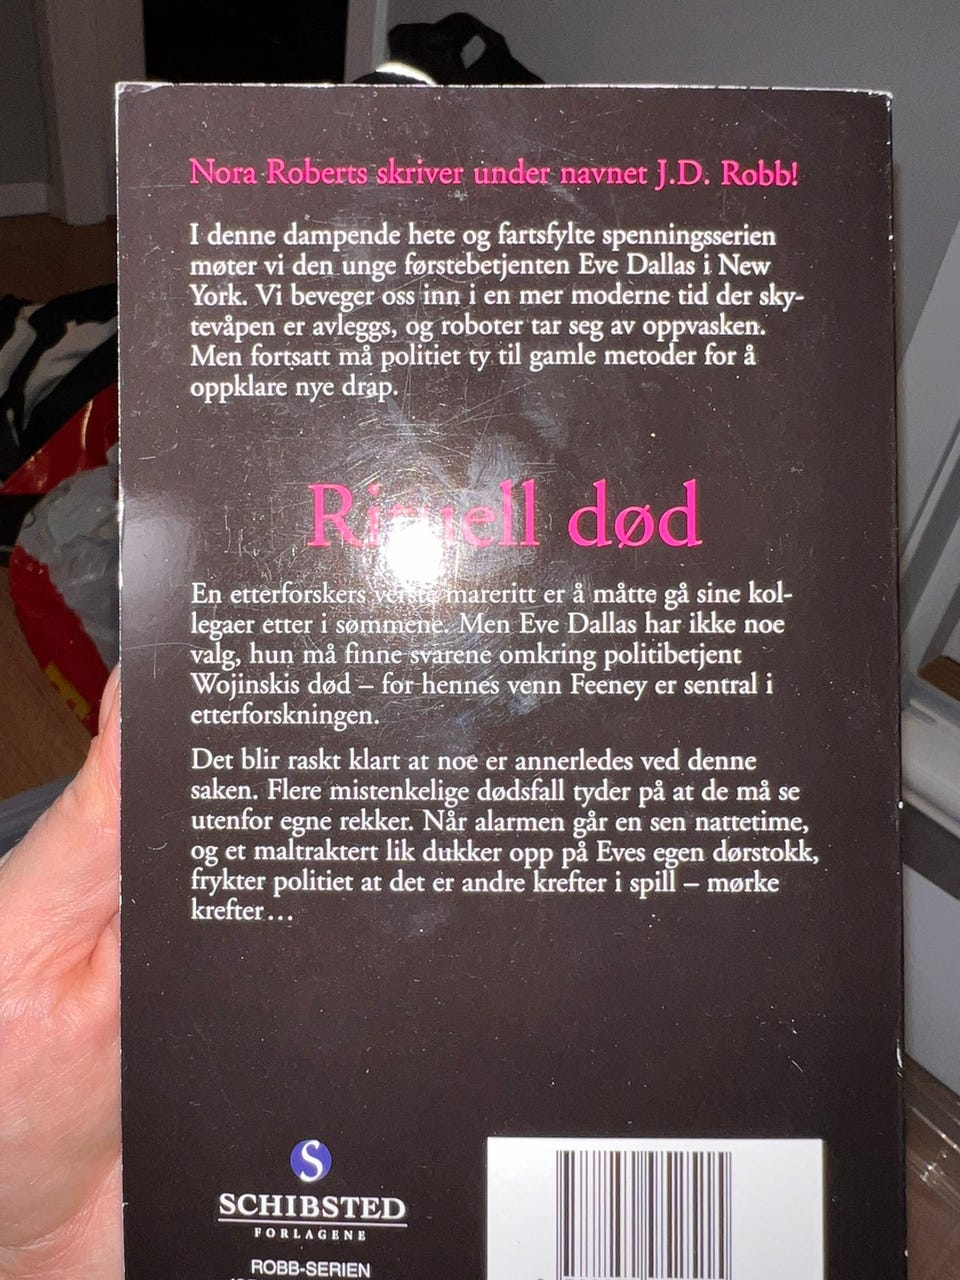 Nora Roberts skriver under navnet J.D. Robb!
I denne dampende hete og fartsfylte spenningsserien
møter vi den unge førstebetjenten Eve Dallas i New
York. Vi beveger oss inn i en mer moderne tid der sky-
tevåpen er avleggs, og roboter tar seg av oppvasken.
Men fortsatt må politiet ty til gamle metoder for å
oppklare nye drap.
Rituell død
En etterforskers verste mareritt er å måtte gå sine kol-
legaer etter i sømmene. Men Eve Dallas har ikke noe
valg, hun må finne svarene omkring politibetjent
Wojinskis død – for hennes venn Feeney er sentral i
etterforskningen.
Det blir raskt klart at noe er annerledes ved denne
saken. Flere mistenkelige dødsfall tyder på at de må se
utenfor egne rekker. Når alarmen går en sen nattetime,
og et maltraktert lik dukker opp på Eves egen dørstokk,
frykter politiet at det er andre krefter i spill – mørke
krefter…
S
SCHIBSTED
FORLAGENE
ROBB-SERIEN